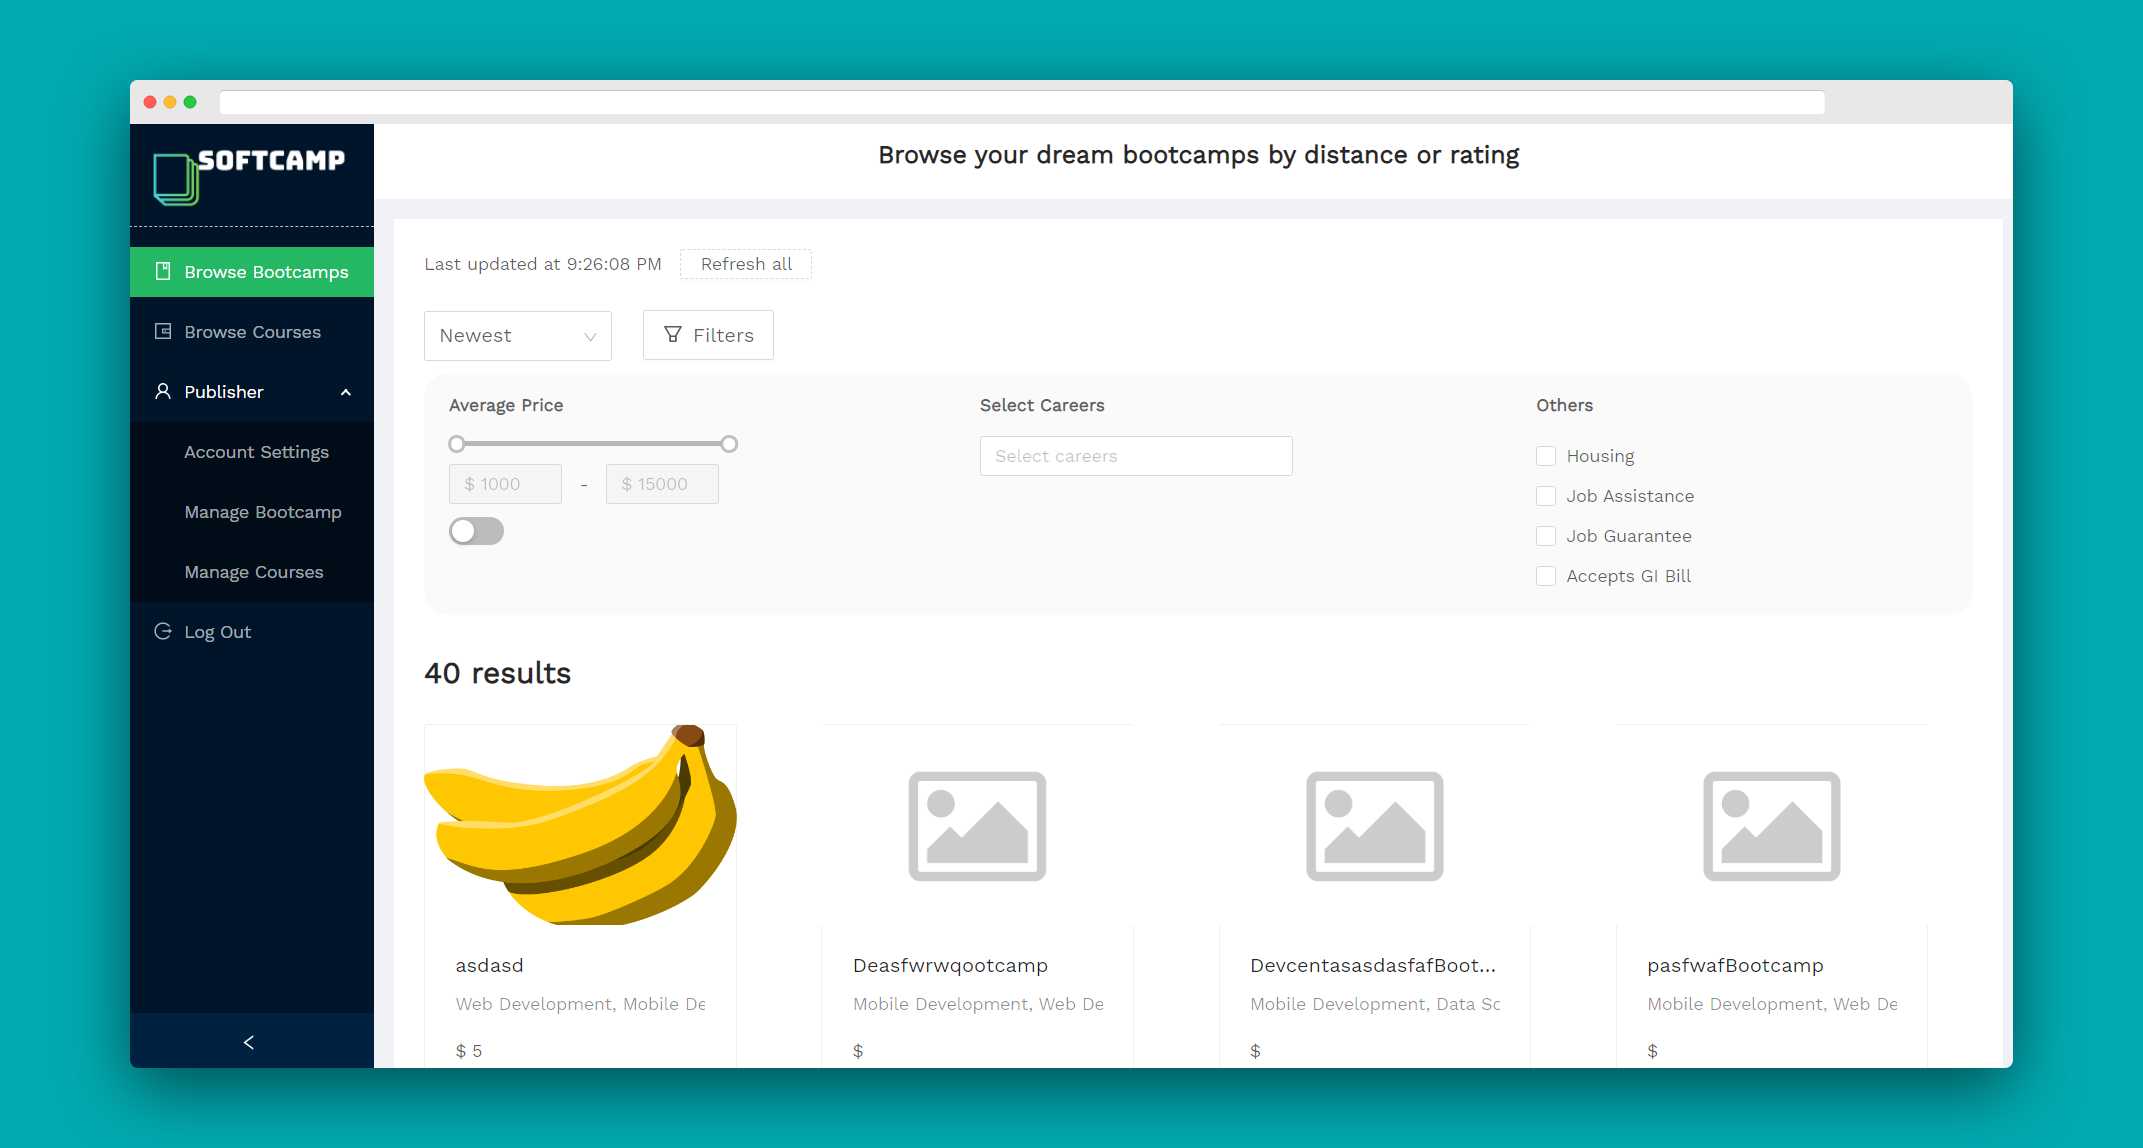 SOFTCAMP
Browse your dream bootcamps by distance or rating
Browse Bootcamps
Browse Courses
Publisher
Account Settings
Manage Bootcamp
Manage Courses
Log Out
Last updated at 9:26:08 PM
Refresh all
Newest
Filters
Average Price
$ 1000 - $ 15000
Select Careers
Select careers
Others
Housing
Job Assistance
Job Guarantee
Accepts GI Bill
40 results
asdasd
Web Development, Mobile De
$ 5
Deasfwrwqootcamp
Mobile Development, Web De
$
DevcentasasdasfafBoot...
Mobile Development, Data Sc
$
pasfwafBootcamp
Mobile Development, Web De
$